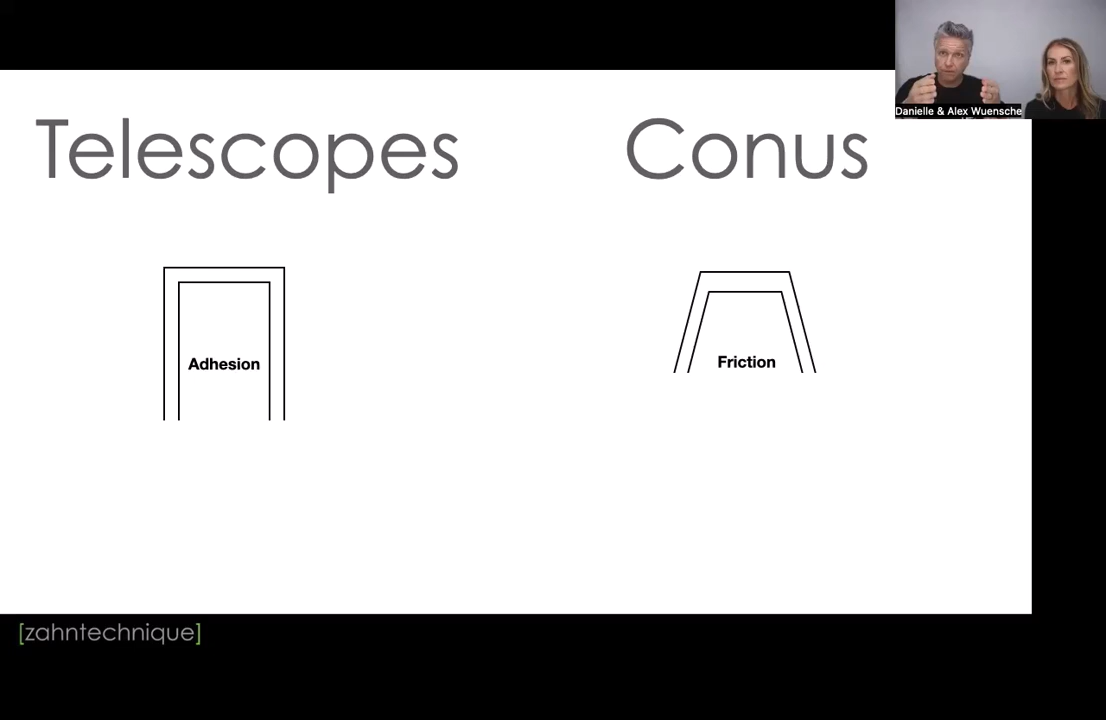 Telescopes
Conus
Adhesion
Friction
Danielle & Alex Wuensche
[zahntechnique]